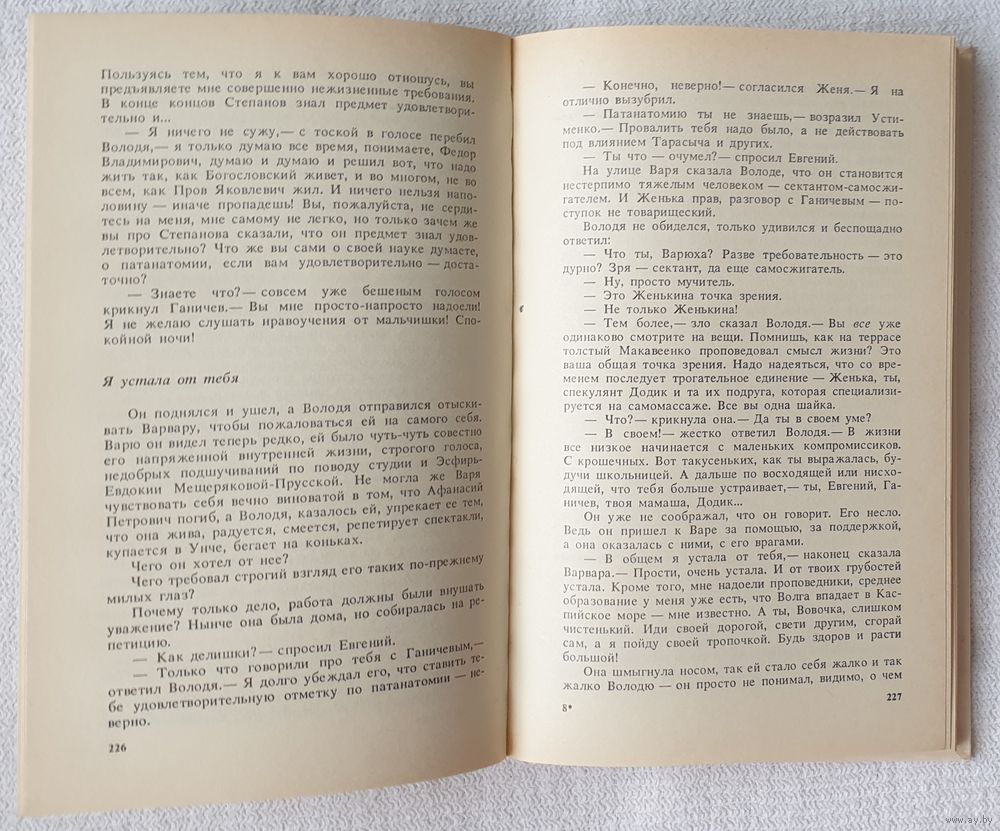 Пользуясь тем, что я к вам хорошо отношусь, вы
предъявляете мне совершенно нежизненные требования.
В конце концов Степанов знал предмет удовлетвори-
тельно и...
— Я ничего не сужу,— с тоской в голосе перебил
Володя,— я только думаю все время, понимаете, Федор
Владимирович, думаю и думаю и решил вот, что надо
жить так, как Богословский живет, и во многом, не во
всем, как Пров Яковлевич жил. И ничего нельзя напо-
ловину — иначе пропадешь! Вы, пожалуйста, не серди-
тесь на меня, мне самому не легко, но только зачем же
вы про Степанова сказали, что он предмет знал удов-
летворительно? Что же вы сами о своей науке думаете,
о патанатомии, если вам удовлетворительно — доста-
точно?
— Знаете что?— совсем уже бешеным голосом
крикнул Ганичев.— Вы мне просто-напросто надоели!
Я не желаю слушать нравоучения от мальчишки! Спо-
койной ночи!
Я устала от тебя
Он поднялся и ушел, а Володя отправился отыски-
вать Варвару, чтобы пожаловаться ей на самого себя.
Варю он видел теперь редко, ей было чуть-чуть совестно
его напряженной внутренней жизни, строгого голоса,
недобрых подшучиваний по поводу студии и Эсфирь-
Евдокии Мещеряковой-Прусской. Не могла же Варя
чувствовать себя вечно виноватой в том, что Афанасий
Петрович погиб, а Володя, казалось ей, упрекает ее тем,
что она жива, радуется, смеется, репетирует спектакли,
купается в Унче, бегает на коньках.
Чего он хотел от нее?
Чего требовал строгий взгляд его таких по-прежнему
милых глаз?
Почему только дело, работа должны были внушать
уважение? Нынче она была дома, но собиралась на ре-
петицию.
— Как делишки?— спросил Евгений.
— Только что говорили про тебя с Ганичевым,—
ответил Володя.— Я долго убеждал его, что ставить те-
бе удовлетворительную отметку по патанатомии — не-
верно.
226
— Конечно, неверно!— согласился Женя.— Я на
отлично вызубрил.
— Патанатомию ты не знаешь,— возразил Усти-
менко.— Провалить тебя надо было, а не действовать
под влиянием Тарасыча и других.
— Ты что — очумел?— спросил Евгений.
На улице Варя сказала Володе, что он становится
нестерпимо тяжелым человеком — сектантом-самосжи-
гателем. И Женька прав, разговор с Ганичевым — по-
ступок не товарищеский.
Володя не обиделся, только удивился и беспощадно
ответил:
— Что ты, Варюха? Разве требовательность — это
дурно? Зря — сектант, да еще самосжигатель.
— Ну, просто мучитель.
— Это Женькина точка зрения.
— Не только Женькина!
— Тем более,— зло сказал Володя.— Вы все уже
одинаково смотрите на вещи. Помнишь, как на террасе
толстый Макавеенко проповедовал смысл жизни? Это
ваша общая точка зрения. Надо надеяться, что со вре-
менем последует трогательное единение — Женька, ты,
спекулянт Додик и та их подруга, которая специализи-
руется на самомассаже. Все вы одна шайка.
— Что?— крикнула она.— Да ты в своем уме?
— В своем!— жестко ответил Володя.— В жизни
все низкое начинается с маленьких компромиссиков.
С крошечных. Вот такусеньких, как ты выражалась, бу-
дучи школьницей. А дальше по восходящей или нисхо-
дящей, что тебя больше устраивает,— ты, Евгений, Га-
ничев, твоя мамаша, Додик...
Он уже не соображал, что он говорит. Его несло.
Ведь он пришел к Варе за помощью, за поддержкой,
а она оказалась с ними, с его врагами.
— В общем я устала от тебя,— наконец сказала
Варвара.— Прости, очень устала. И от твоих грубостей
устала. Кроме того, мне надоели проповедники, среднее
образование у меня уже есть, что Волга впадает в Кас-
пийское море — мне известно. А ты, Вовочка, слишком
чистенький. Иди своей дорогой, свети другим, сгорай
сам, а я пойду своей тропочкой. Будь здоров и расти
большой!
Она шмыгнула носом, так ей стало себя жалко и так
жалко Володю — он просто не понимал, видимо, о чем
8*
227
www.ay.by